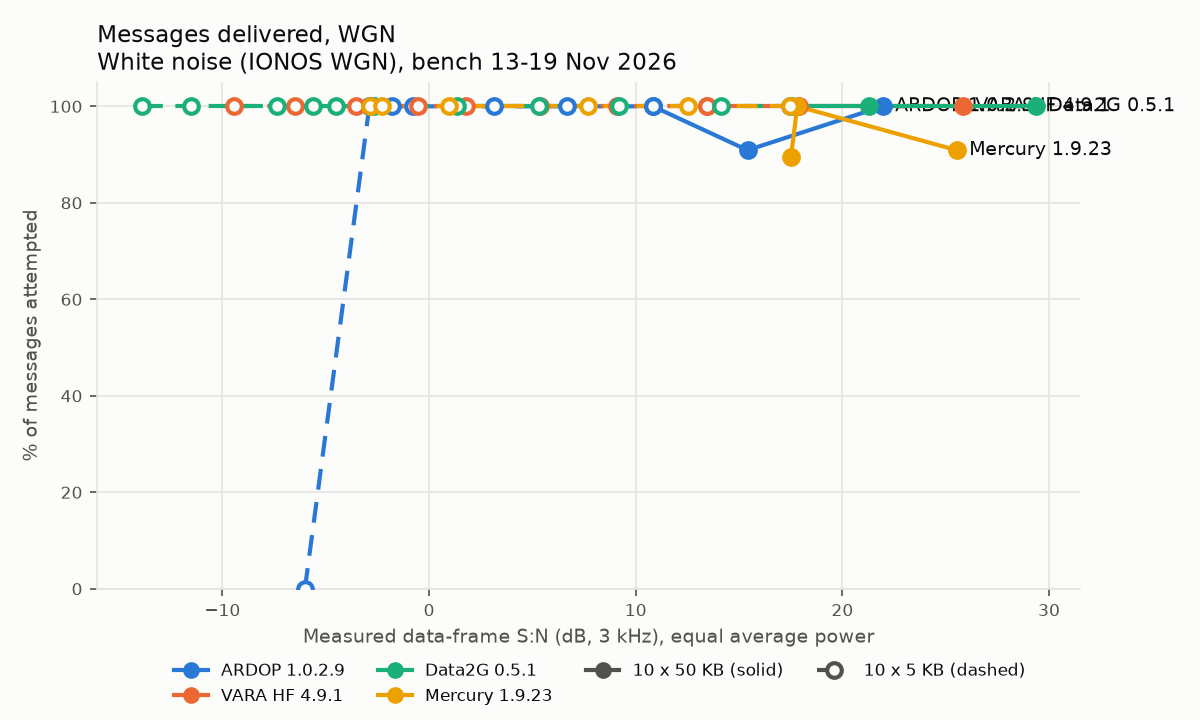 Messages delivered, WGN
White noise (IONOS WGN), bench 13-19 Nov 2026
100
80
60
40
20
0
% of messages attempted
Data2G 0.5.1
Mercury 1.9.23
−10
0
10
20
30
Measured data-frame S:N (dB, 3 kHz), equal average power
ARDOP 1.0.2.9
Data2G 0.5.1
10 x 50 KB (solid)
10 x 5 KB (dashed)
VARA HF 4.9.1
Mercury 1.9.23